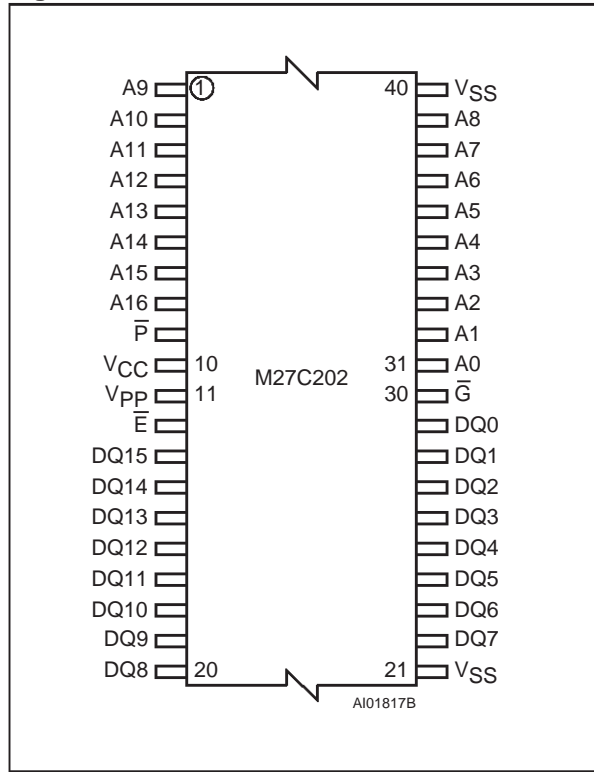 A9 1 40 VSS
A10 A8
A11 A7
A12 A6
A13 A5
A14 A4
A15 A3
A16 A2
P̅ A1
VCC 10 31 A0
M27C202
VPP 11 30 G̅
E̅ DQ0
DQ15 DQ1
DQ14 DQ2
DQ13 DQ3
DQ12 DQ4
DQ11 DQ5
DQ10 DQ6
DQ9 DQ7
DQ8 20 21 VSS
AI01817B